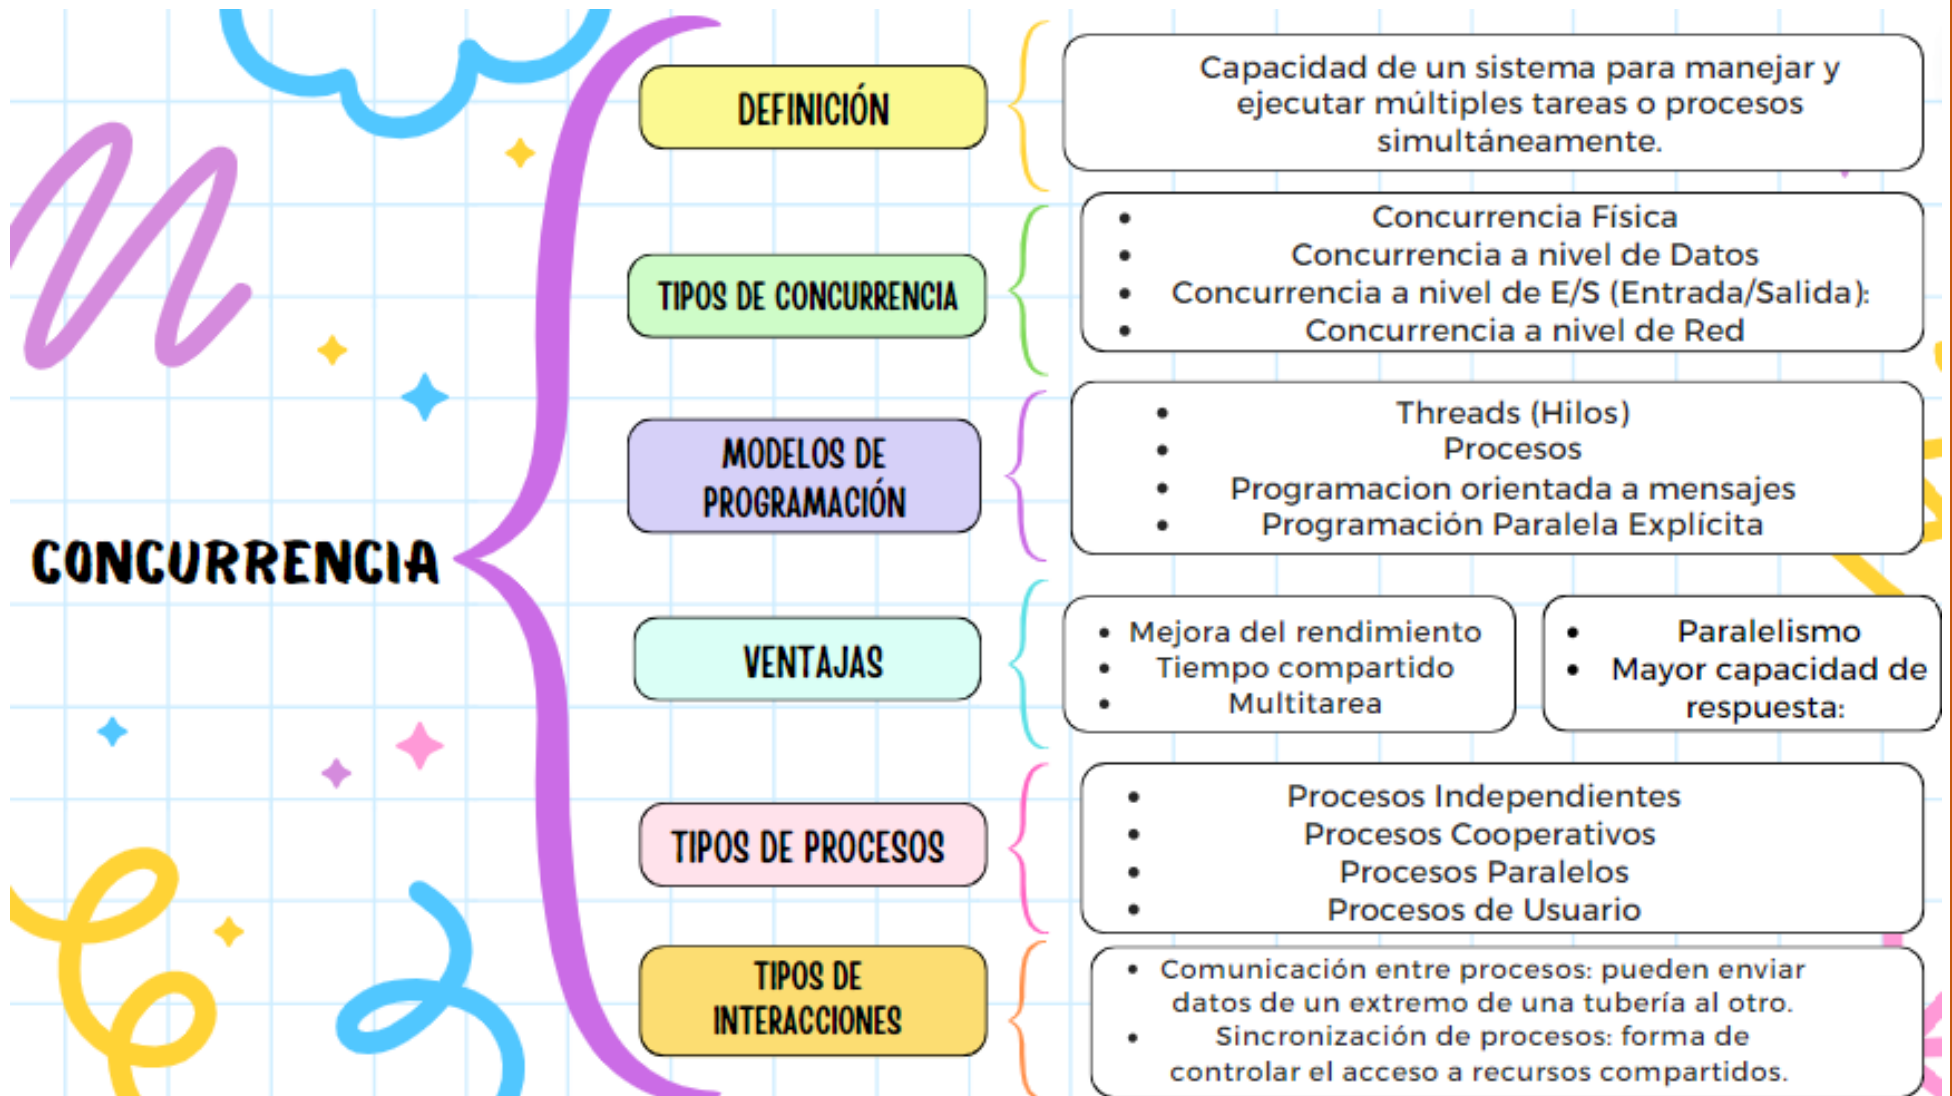 CONCURRENCIA
DEFINICIÓN
Capacidad de un sistema para manejar y
ejecutar múltiples tareas o procesos
simultáneamente.
TIPOS DE CONCURRENCIA
• Concurrencia Física
• Concurrencia a nivel de Datos
• Concurrencia a nivel de E/S (Entrada/Salida):
• Concurrencia a nivel de Red
MODELOS DE
PROGRAMACIÓN
• Threads (Hilos)
• Procesos
• Programacion orientada a mensajes
• Programación Paralela Explícita
VENTAJAS
• Mejora del rendimiento
• Tiempo compartido
• Multitarea
• Paralelismo
• Mayor capacidad de
respuesta:
TIPOS DE PROCESOS
• Procesos Independientes
• Procesos Cooperativos
• Procesos Paralelos
• Procesos de Usuario
TIPOS DE
INTERACCIONES
• Comunicación entre procesos: pueden enviar
datos de un extremo de una tubería al otro.
• Sincronización de procesos: forma de
controlar el acceso a recursos compartidos.